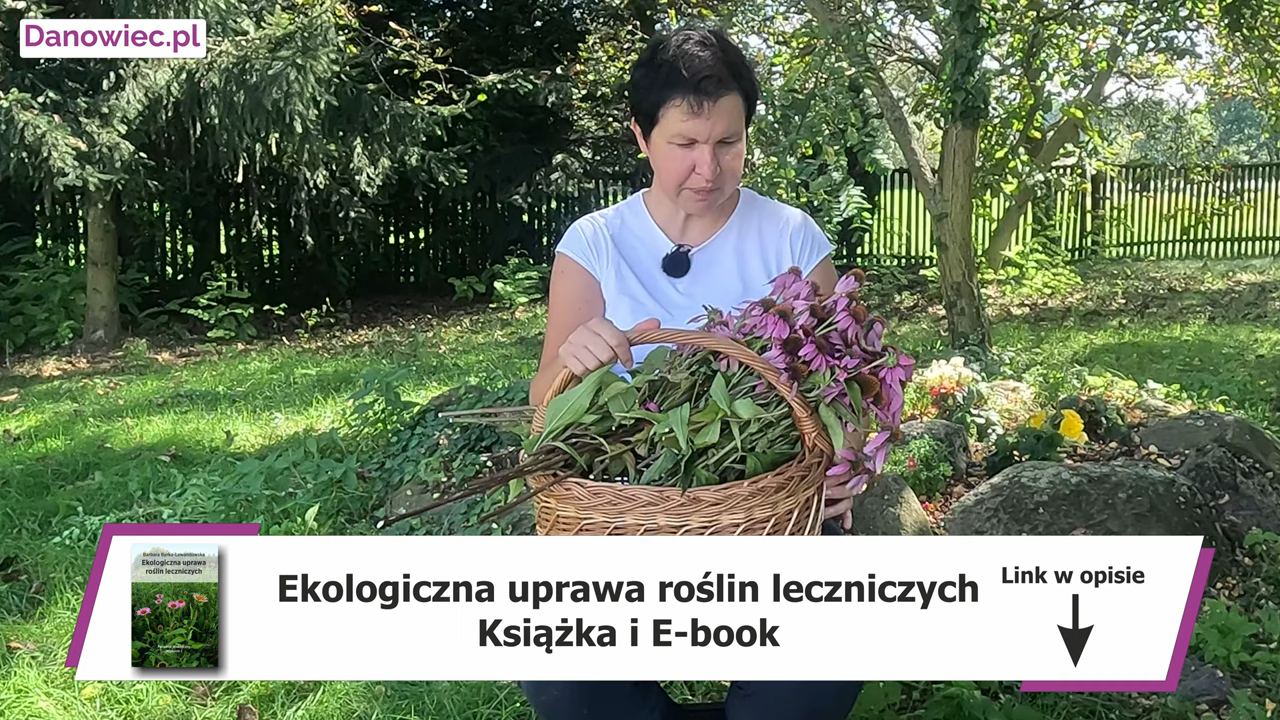 Danowiec.pl
Barbara Bańka-Lewandowska
Ekologiczna uprawa
roślin leczniczych
Ekologiczna uprawa roślin leczniczych
Książka i E-book
Link w opisie